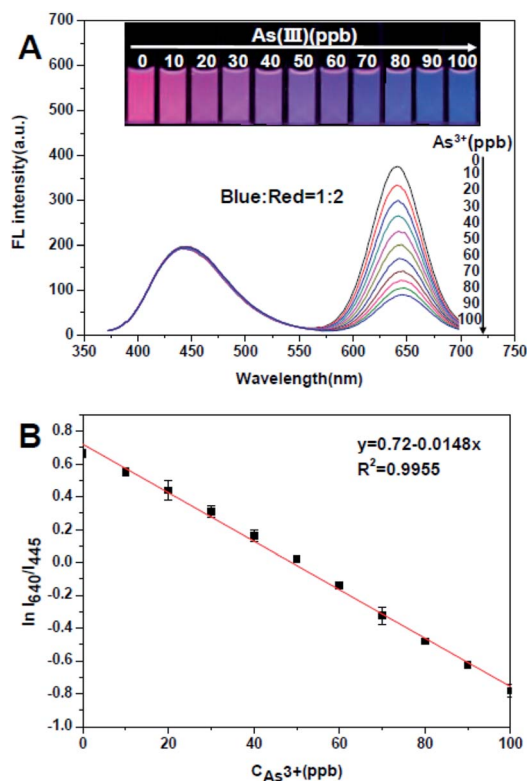 A
As(Ⅲ)(ppb)
0 10 20 30 40 50 60 70 80 90 100
As³⁺(ppb)
0
10
20
30
40
50
60
70
80
90
100
Blue:Red=1:2
FL intensity(a.u.)
700
600
500
400
300
200
100
0
350 400 450 500 550 600 650 700 750
Wavelength(nm)
B
y=0.72-0.0148x
R²=0.9955
ln I₆₄₀/I₄₄₅
0.8
0.6
0.4
0.2
0.0
-0.2
-0.4
-0.6
-0.8
-1.0
0 20 40 60 80 100
C_As³⁺(ppb)